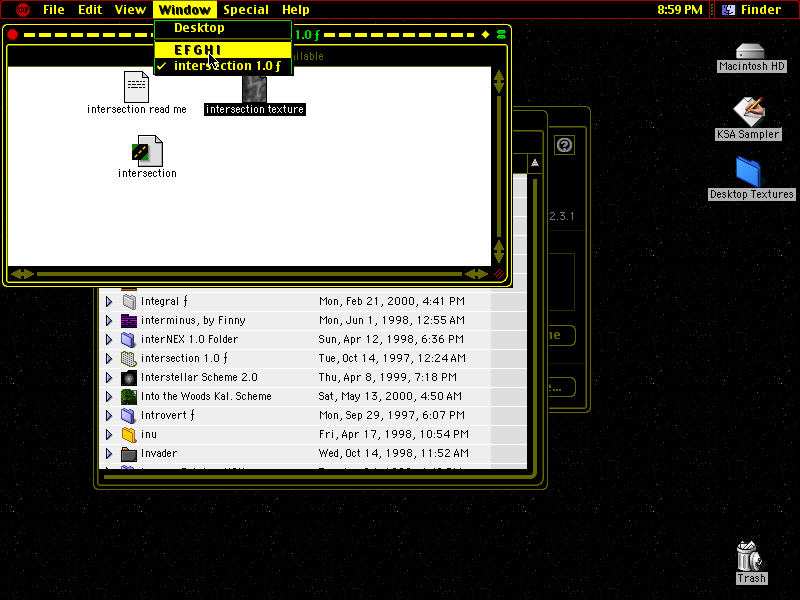 File Edit View Window Special Help 8:59 PM Finder
Desktop
E F G H I
✓ intersection 1.0 ƒ
1.0 ƒ
ailable
intersection read me
intersection texture
intersection
Macintosh HD
KSA Sampler
Desktop Textures
2.3.1
Integral ƒ Mon, Feb 21, 2000, 4:41 PM
interminus, by Finny Mon, Jun 1, 1998, 12:55 AM
interNEX 1.0 Folder Sun, Apr 12, 1998, 6:36 PM
intersection 1.0 ƒ Tue, Oct 14, 1997, 12:24 AM
Interstellar Scheme 2.0 Thu, Apr 8, 1999, 7:18 PM
Into the Woods Kal. Scheme Sat, May 13, 2000, 4:50 AM
Introvert ƒ Mon, Sep 29, 1997, 6:07 PM
inu Fri, Apr 17, 1998, 10:54 PM
Invader Wed, Oct 14, 1998, 11:52 AM
ne
e...
Trash